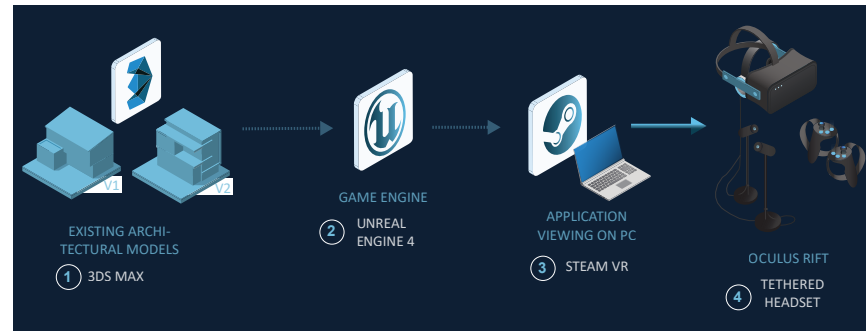 V1
V2
EXISTING ARCHI-
TECTURAL MODELS
1 3DS MAX
GAME ENGINE
2 UNREAL
ENGINE 4
APPLICATION
VIEWING ON PC
3 STEAM VR
OCULUS RIFT
4 TETHERED
HEADSET